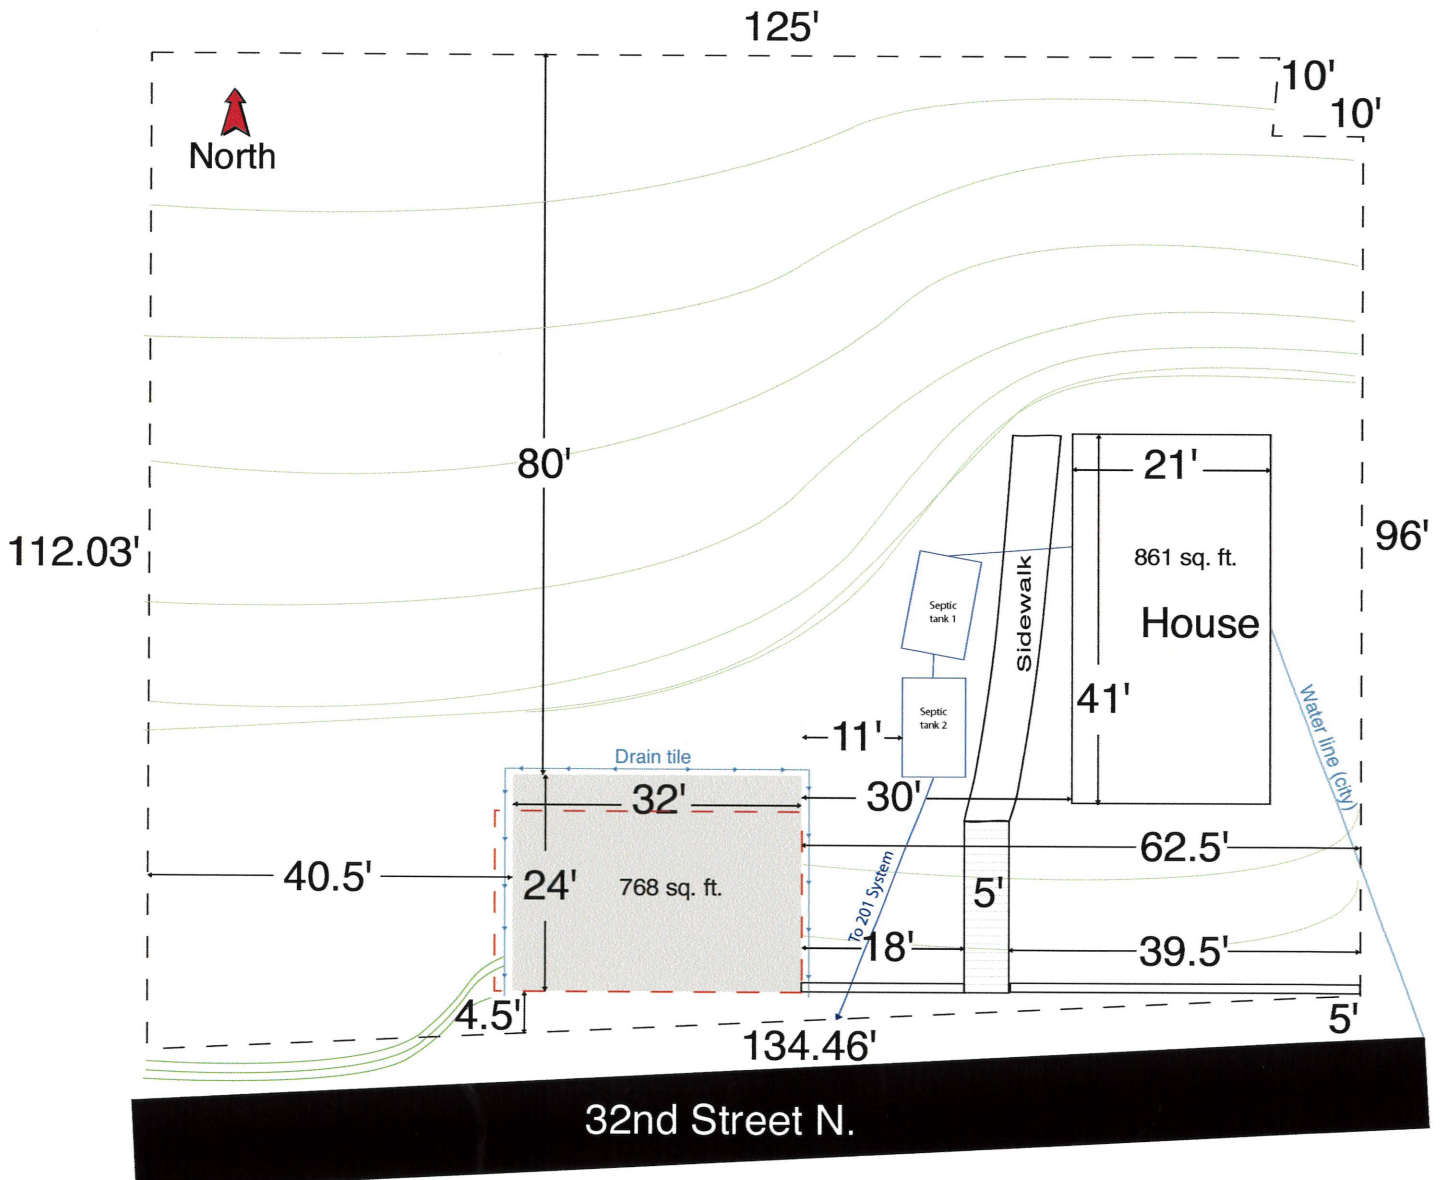 125'
10'
10'
North
80'
21'
112.03'
96'
861 sq. ft.
Septic
tank 1
Sidewalk
House
Water line (city)
41'
Septic
tank 2
11'
Drain tile
32'
30'
62.5'
40.5'
24'
768 sq. ft.
To 201 System
5'
18'
39.5'
4.5'
5'
134.46'
32nd Street N.